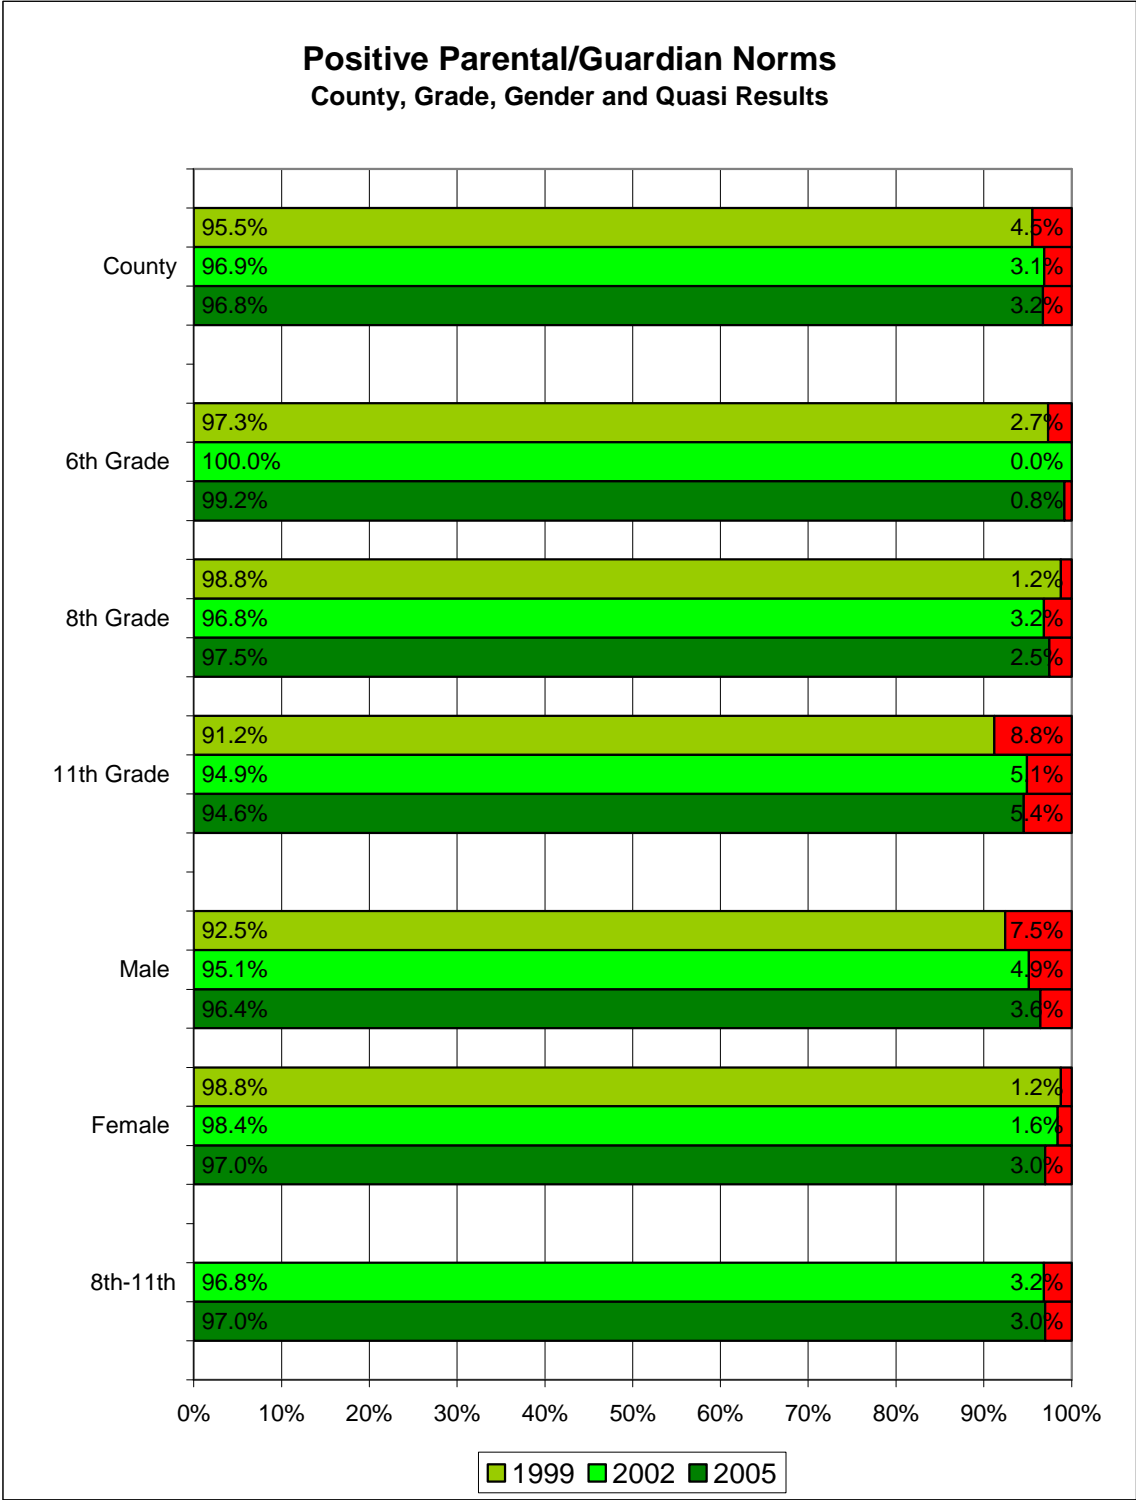 Positive Parental/Guardian Norms
County, Grade, Gender and Quasi Results
95.5% 4.5%
County 96.9% 3.1%
96.8% 3.2%
97.3% 2.7%
6th Grade 100.0% 0.0%
99.2% 0.8%
98.8% 1.2%
8th Grade 96.8% 3.2%
97.5% 2.5%
91.2% 8.8%
11th Grade 94.9% 5.1%
94.6% 5.4%
92.5% 7.5%
Male 95.1% 4.9%
96.4% 3.6%
98.8% 1.2%
Female 98.4% 1.6%
97.0% 3.0%
8th-11th 96.8% 3.2%
97.0% 3.0%
0% 10% 20% 30% 40% 50% 60% 70% 80% 90% 100%
1999 2002 2005